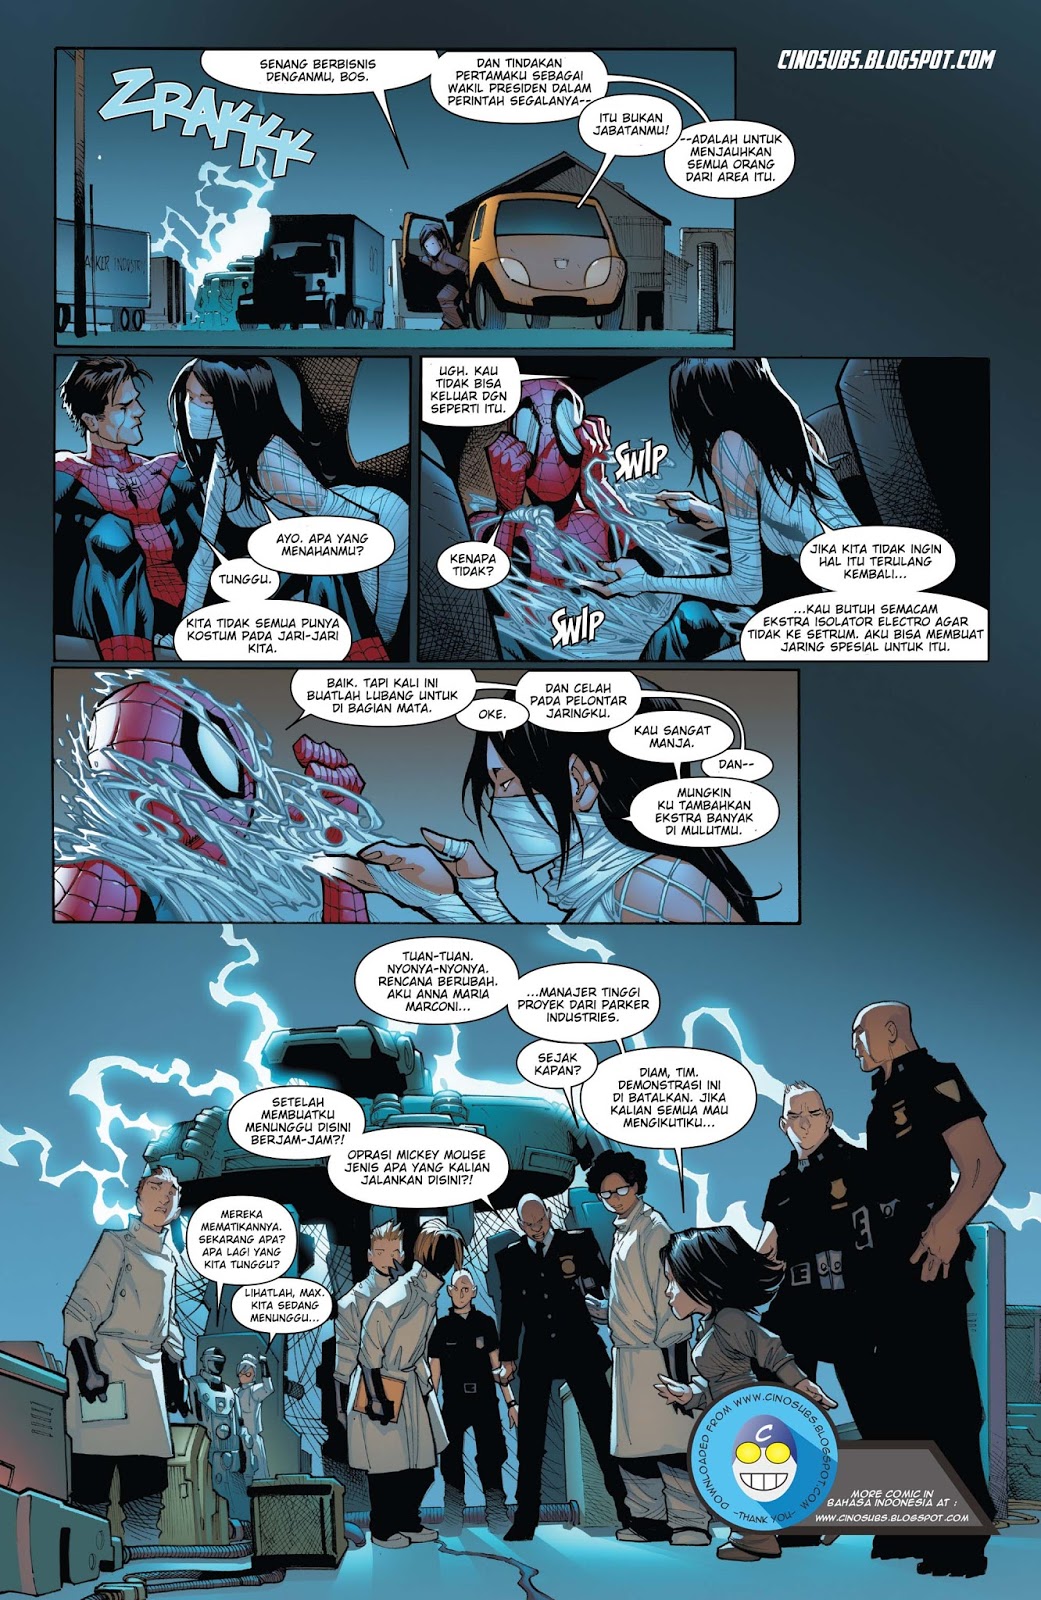 CINOSUBS.BLOGSPOT.COM
SENANG BERBISNIS
DENGANMU, BOS.
DAN TINDAKAN
PERTAMAKU SEBAGAI
WAKIL PRESIDEN DALAM
PERINTAH SEGALANYA--
ITU BUKAN
JABATANMU!
--ADALAH UNTUK
MENJAUHKAN
SEMUA ORANG
DARI AREA ITU.
ZRAKKK
AYO. APA YANG
MENAHANMU?
TUNGGU.
KITA TIDAK SEMUA PUNYA
KOSTUM PADA JARI-JARI
KITA.
UGH. KAU
TIDAK BISA
KELUAR DGN
SEPERTI ITU.
SWIP
KENAPA
TIDAK?
SWIP
JIKA KITA TIDAK INGIN
HAL ITU TERULANG
KEMBALI...
...KAU BUTUH SEMACAM
EKSTRA ISOLATOR ELECTRO AGAR
TIDAK KE SETRUM. AKU BISA MEMBUAT
JARING SPESIAL UNTUK ITU.
BAIK. TAPI KALI INI
BUATLAH LUBANG UNTUK
DI BAGIAN MATA.
OKE.
DAN CELAH
PADA PELONTAR
JARINGKU.
KAU SANGAT
MANJA.
DAN--
MUNGKIN
KU TAMBAHKAN
EKSTRA BANYAK
DI MULUTMU.
TUAN-TUAN.
NYONYA-NYONYA.
RENCANA BERUBAH.
AKU ANNA MARIA
MARCONI...
...MANAJER TINGGI
PROYEK DARI PARKER
INDUSTRIES.
SEJAK
KAPAN?
DIAM, TIM.
DEMONSTRASI INI
DI BATALKAN. JIKA
KALIAN SEMUA MAU
MENGIKUTIKU...
SETELAH
MEMBUATKU
MENUNGGU DISINI
BERJAM-JAM?!
OPRASI MICKEY MOUSE
JENIS APA YANG KALIAN
JALANKAN DISINI?!
MEREKA
MEMATIKANNYA.
SEKARANG APA?
APA LAGI YANG
KITA TUNGGU?
LIHATLAH, MAX.
KITA SEDANG
MENUNGGU...
DOWNLOADED FROM WWW.CINOSUBS.BLOGSPOT.COM
C
~THANK YOU~
MORE COMIC IN
BAHASA INDONESIA AT :
WWW.CINOSUBS.BLOGSPOT.COM